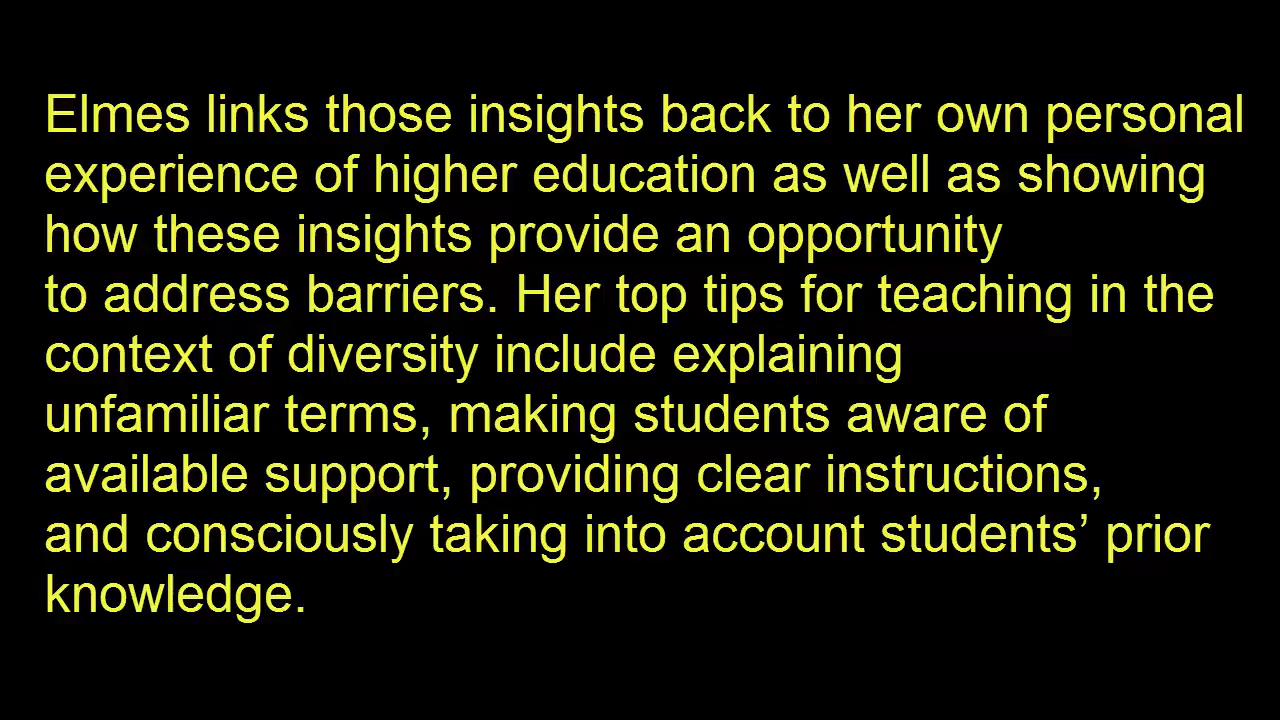 Elmes links those insights back to her own personal
experience of higher education as well as showing
how these insights provide an opportunity
to address barriers. Her top tips for teaching in the
context of diversity include explaining
unfamiliar terms, making students aware of
available support, providing clear instructions,
and consciously taking into account students’ prior
knowledge.